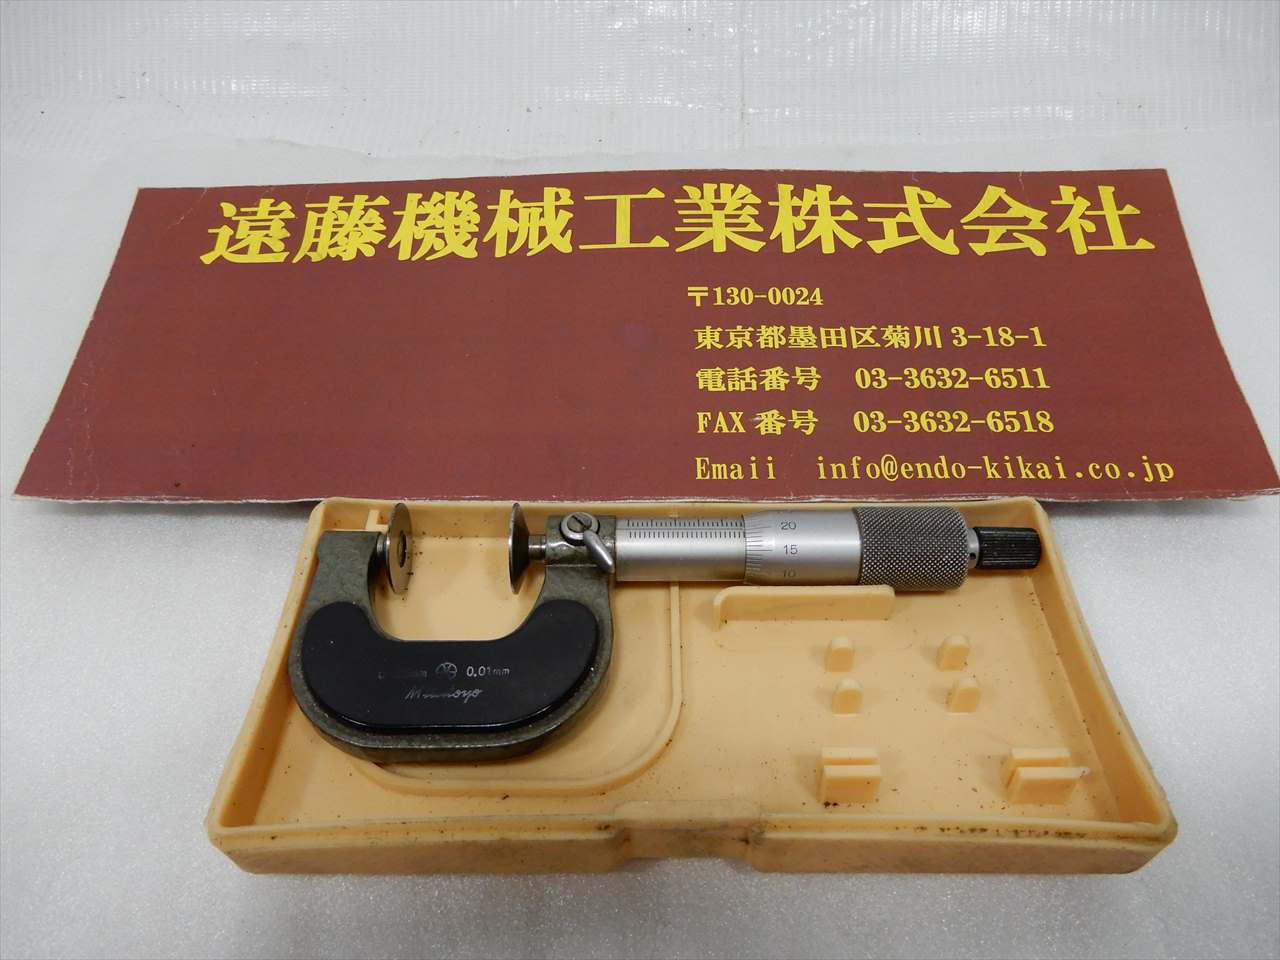 遠藤機械工業株式会社
〒130-0024
東京都墨田区菊川 3-18-1
電話番号 03-3632-6511
FAX 番号 03-3632-6518
Emaii info@endo-kikai.co.jp
20
15
10
0.01mm
Mitutoyo